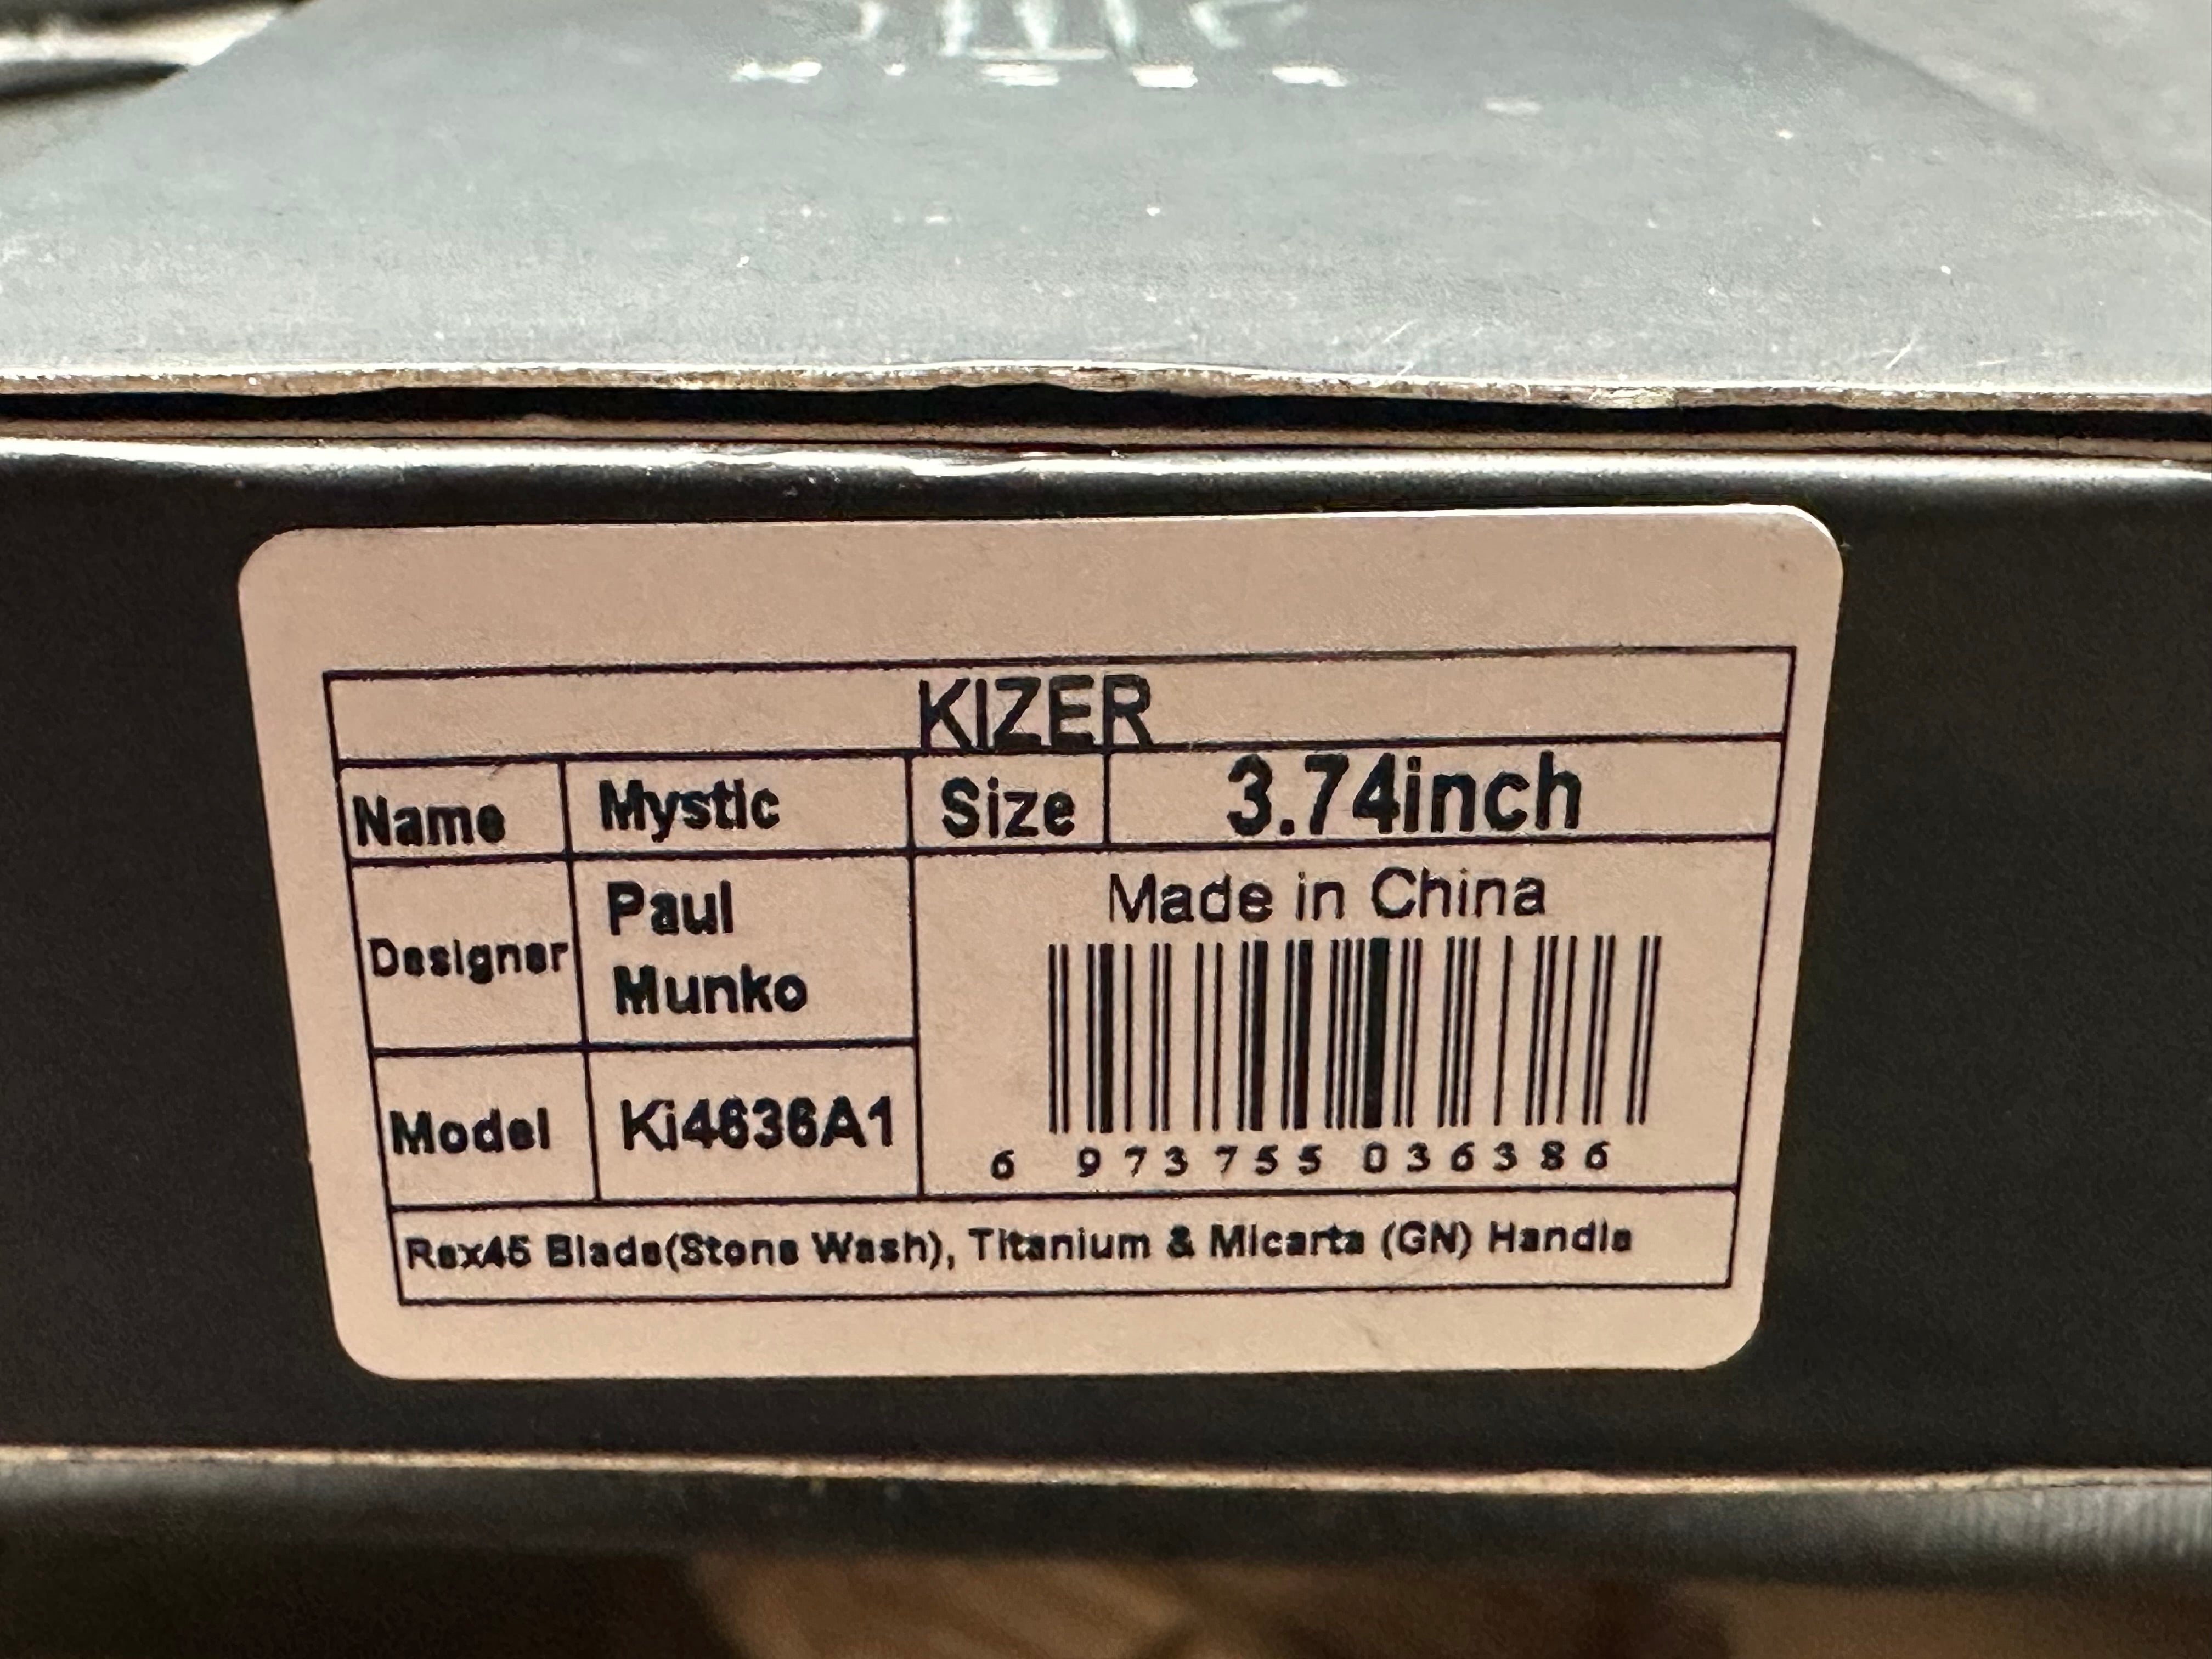 KIZER
Name Mystic Size 3.74inch
Designer Paul Munko
Made in China
Model Ki4636A1
6 973755 036386
Rex45 Blade(Stone Wash), Titanium & Micarta (GN) Handle